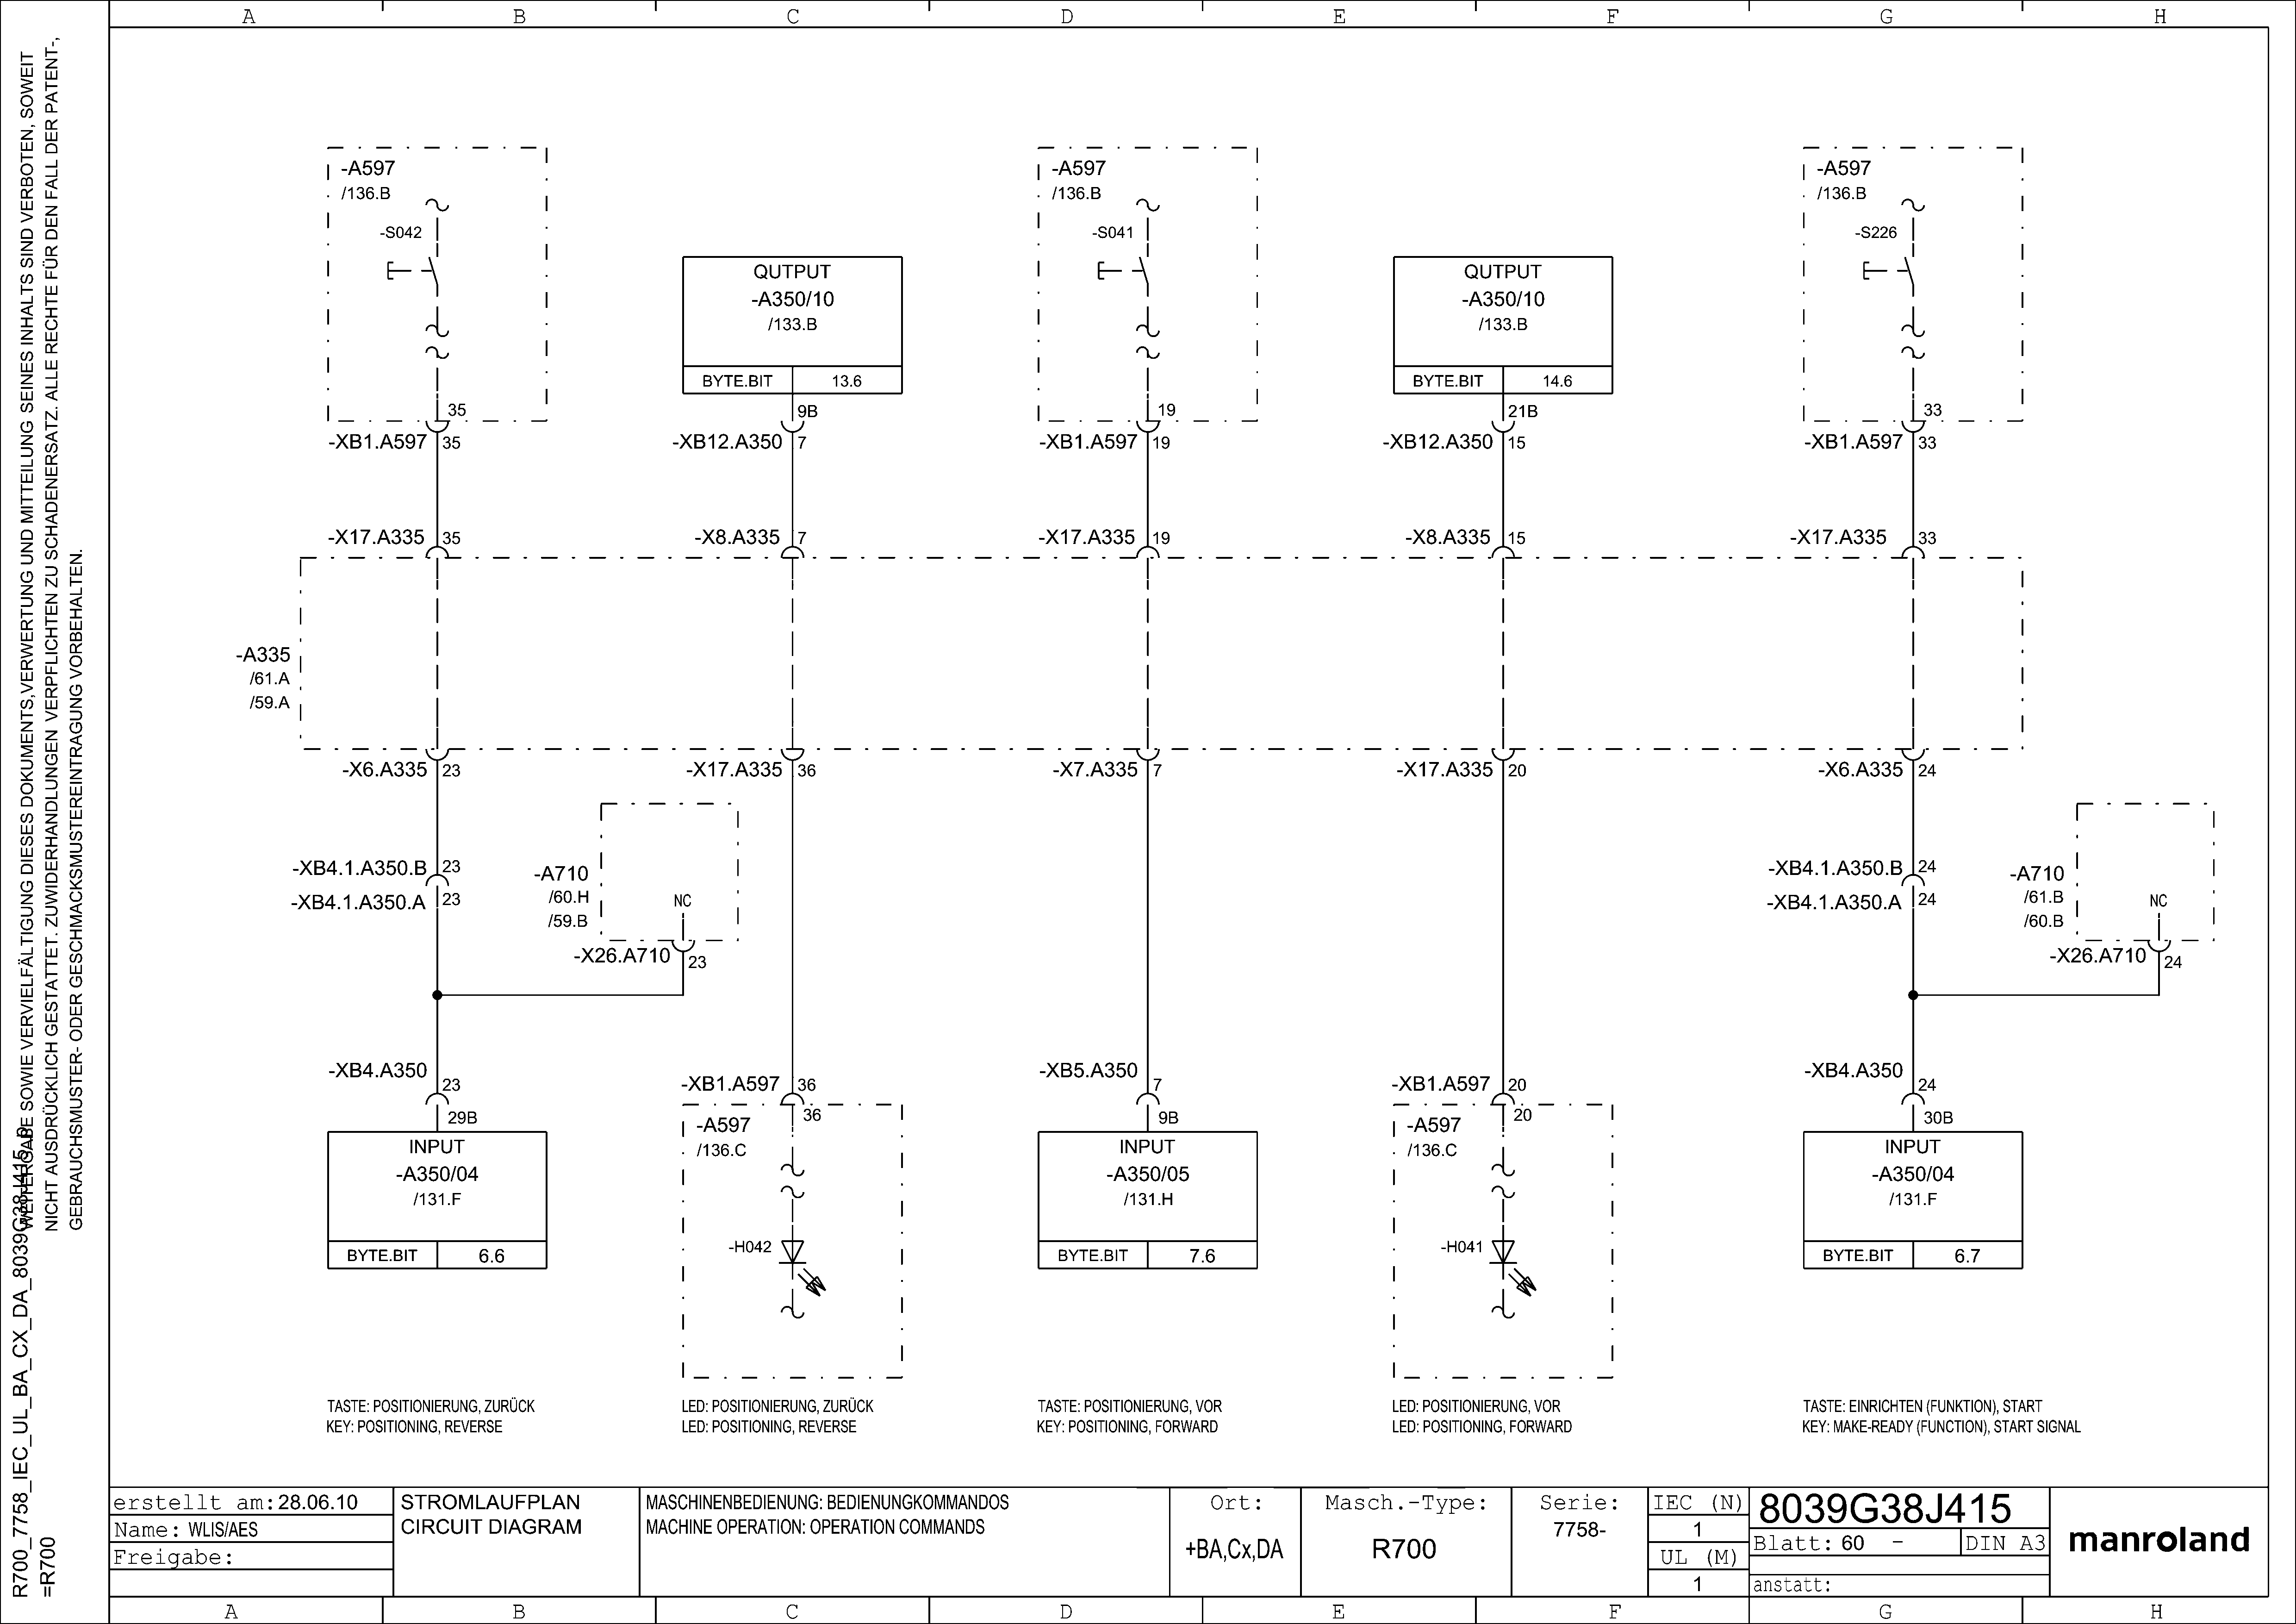 A B C D E F G H
WEITERGABE SOWIE VERVIELFÄLTIGUNG DIESES DOKUMENTS,VERWERTUNG UND MITTEILUNG SEINES INHALTS SIND VERBOTEN, SOWEIT
NICHT AUSDRÜCKLICH GESTATTET. ZUWIDERHANDLUNGEN VERPFLICHTEN ZU SCHADENERSATZ. ALLE RECHTE FÜR DEN FALL DER PATENT-,
GEBRAUCHSMUSTER- ODER GESCHMACKSMUSTEREINTRAGUNG VORBEHALTEN.
R700_7758_IEC_UL_BA_CX_DA_8039G38J415_D
=R700
-A597
/136.B
-S042
35
-XB1.A597 35
-X17.A335 35
QUTPUT
-A350/10
/133.B
BYTE.BIT 13.6
9B
-XB12.A350 7
-X8.A335 7
-A597
/136.B
-S041
19
-XB1.A597 19
-X17.A335 19
QUTPUT
-A350/10
/133.B
BYTE.BIT 14.6
21B
-XB12.A350 15
-X8.A335 15
-A597
/136.B
-S226
33
-XB1.A597 33
-X17.A335 33
-A335
/61.A
/59.A
-X6.A335 23
-XB4.1.A350.B 23
-XB4.1.A350.A 23
-A710
/60.H
/59.B
NC
-X26.A710 23
-XB4.A350
23
29B
INPUT
-A350/04
/131.F
BYTE.BIT 6.6
-X17.A335 36
-XB1.A597 36
36
-A597
/136.C
-H042
-X7.A335 7
-XB5.A350
7
9B
INPUT
-A350/05
/131.H
BYTE.BIT 7.6
-X17.A335 20
-XB1.A597 20
20
-A597
/136.C
-H041
-X6.A335 24
-XB4.1.A350.B 24
-XB4.1.A350.A 24
-A710
/61.B
/60.B
NC
-X26.A710 24
-XB4.A350
24
30B
INPUT
-A350/04
/131.F
BYTE.BIT 6.7
TASTE: POSITIONIERUNG, ZURÜCK
KEY: POSITIONING, REVERSE
LED: POSITIONIERUNG, ZURÜCK
LED: POSITIONING, REVERSE
TASTE: POSITIONIERUNG, VOR
KEY: POSITIONING, FORWARD
LED: POSITIONIERUNG, VOR
LED: POSITIONING, FORWARD
TASTE: EINRICHTEN (FUNKTION), START
KEY: MAKE-READY (FUNCTION), START SIGNAL
erstellt am: 28.06.10
Name: WLIS/AES
Freigabe:
STROMLAUFPLAN
CIRCUIT DIAGRAM
MASCHINENBEDIENUNG: BEDIENUNGKOMMANDOS
MACHINE OPERATION: OPERATION COMMANDS
Ort:
+BA,Cx,DA
Masch.-Type:
R700
Serie:
7758-
IEC (N)
1
UL (M)
1
8039G38J415
Blatt: 60 -
DIN A3
anstatt:
manroland
A B C D E F G H